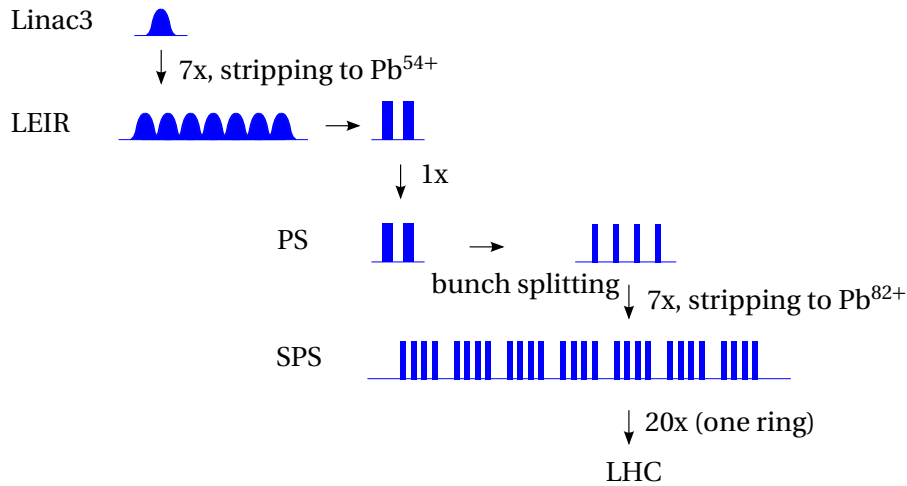 Linac3
7x, stripping to Pb⁵⁴⁺
LEIR
1x
PS
bunch splitting
7x, stripping to Pb⁸²⁺
SPS
20x (one ring)
LHC